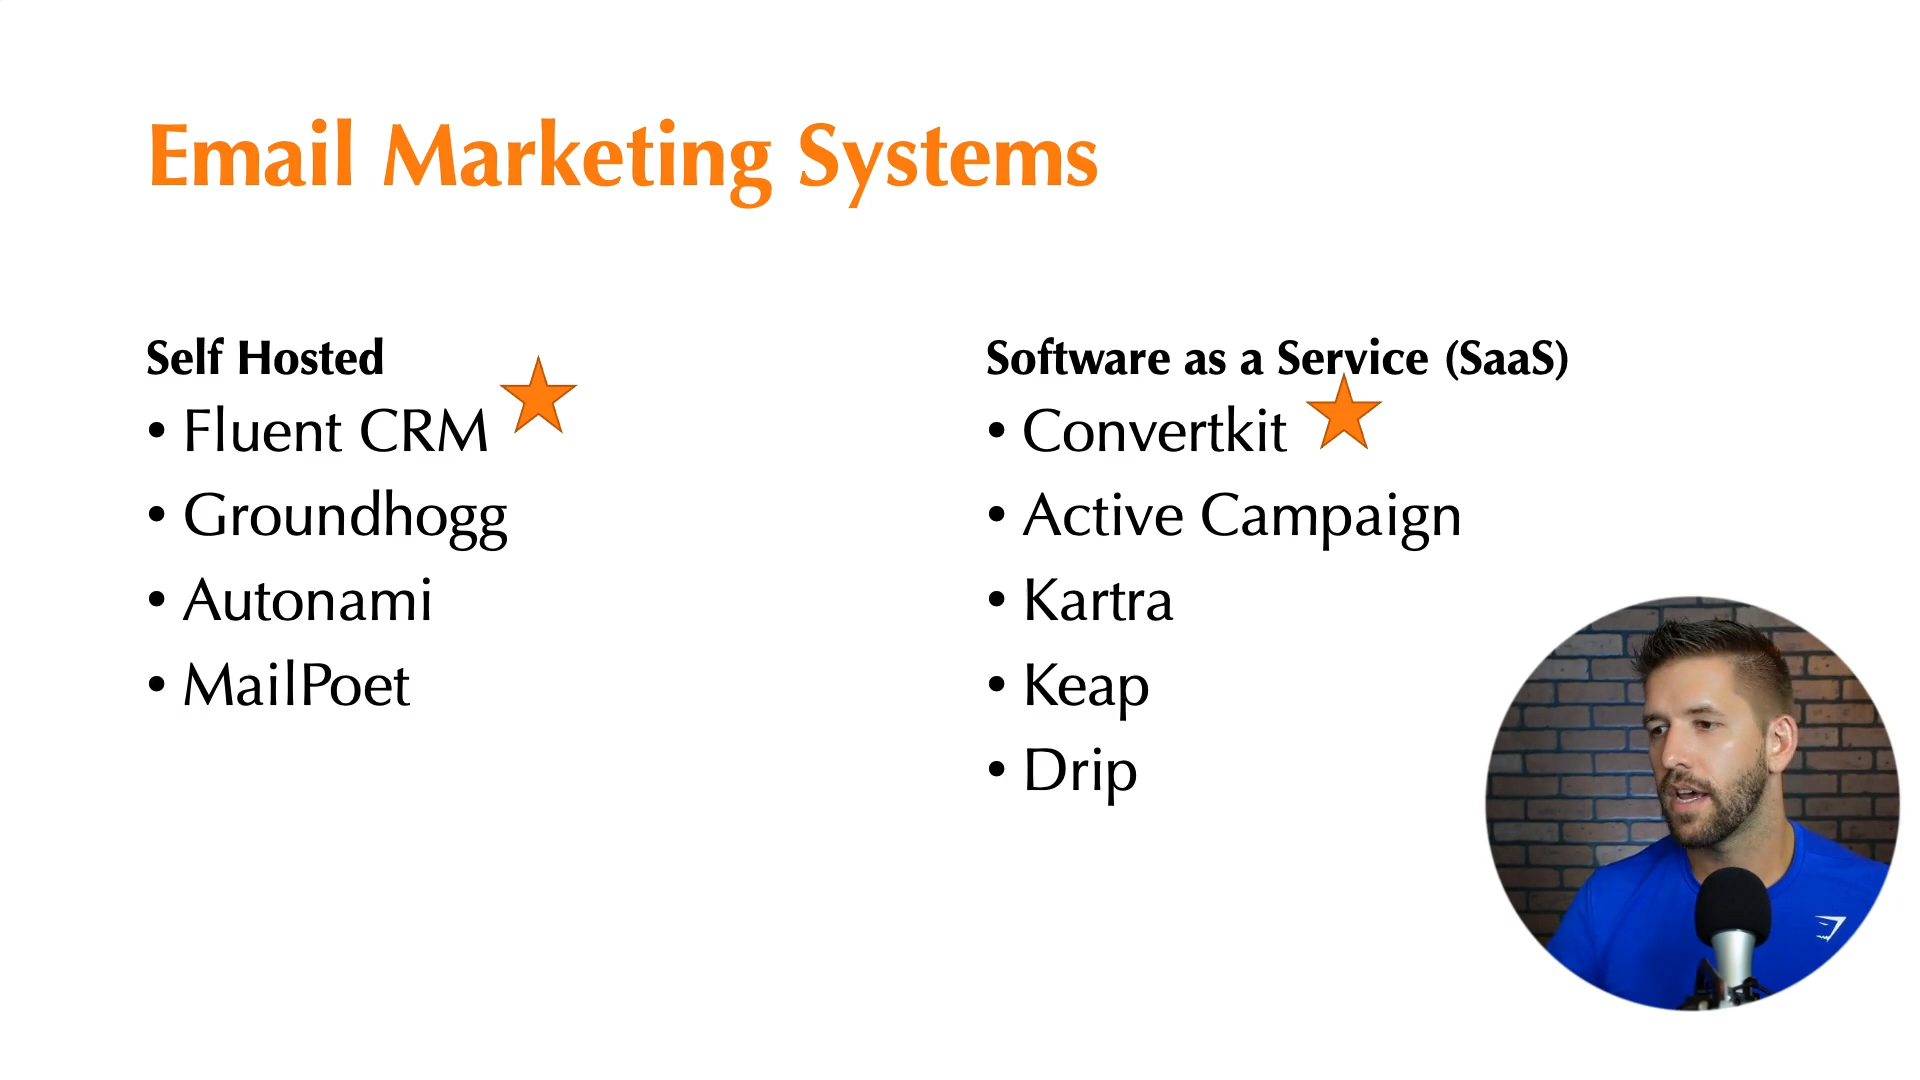 Email Marketing Systems
Self Hosted
• Fluent CRM
• Groundhogg
• Autonami
• MailPoet
Software as a Service (SaaS)
• Convertkit
• Active Campaign
• Kartra
• Keap
• Drip